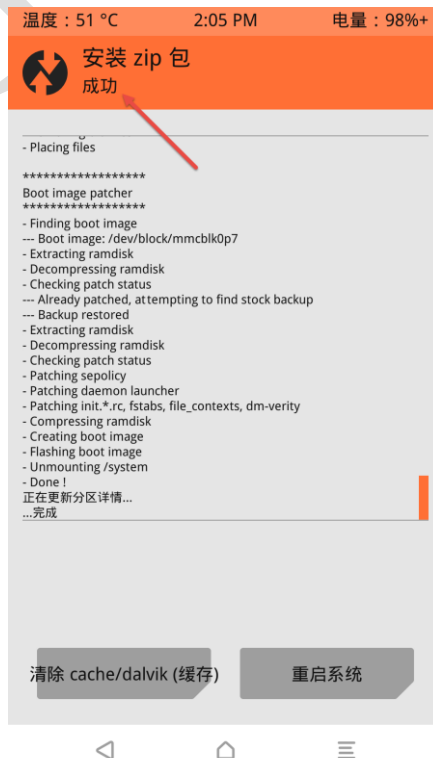 温度：51 °C 2:05 PM 电量：98%+
安装 zip 包
成功
- Placing files
******************
Boot image patcher
******************
- Finding boot image
--- Boot image: /dev/block/mmcblk0p7
- Extracting ramdisk
- Decompressing ramdisk
- Checking patch status
--- Already patched, attempting to find stock backup
--- Backup restored
- Extracting ramdisk
- Decompressing ramdisk
- Checking patch status
- Patching sepolicy
- Patching daemon launcher
- Patching init.*.rc, fstabs, file_contexts, dm-verity
- Compressing ramdisk
- Creating boot image
- Flashing boot image
- Unmounting /system
- Done !
正在更新分区详情...
...完成
清除 cache/dalvik (缓存) 重启系统